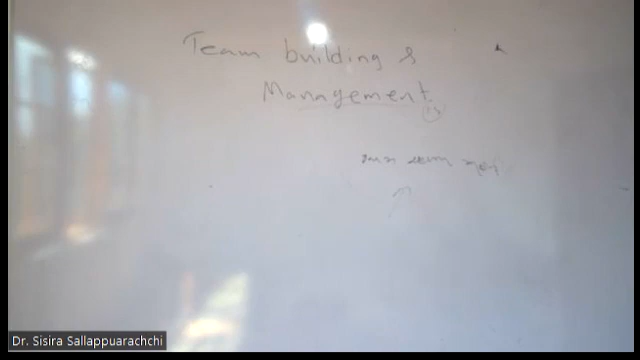 Team building &
Management
Dr. Sisira Sallappuarachchi